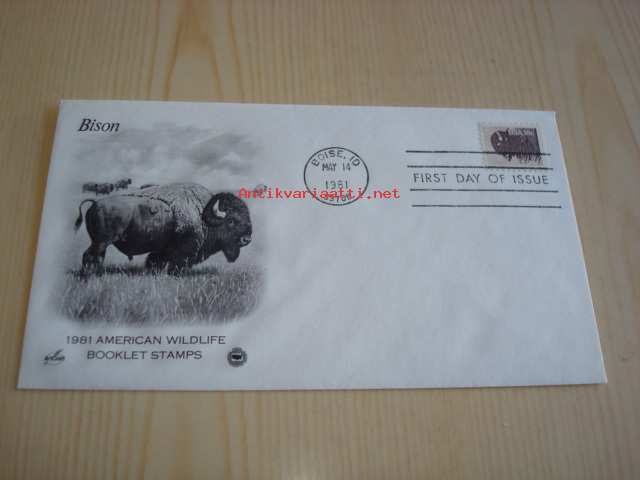 Bison
BOISE, ID
MAY 14
1981
FIRST DAY OF ISSUE
Antikvariaatti.net
1981 AMERICAN WILDLIFE
BOOKLET STAMPS